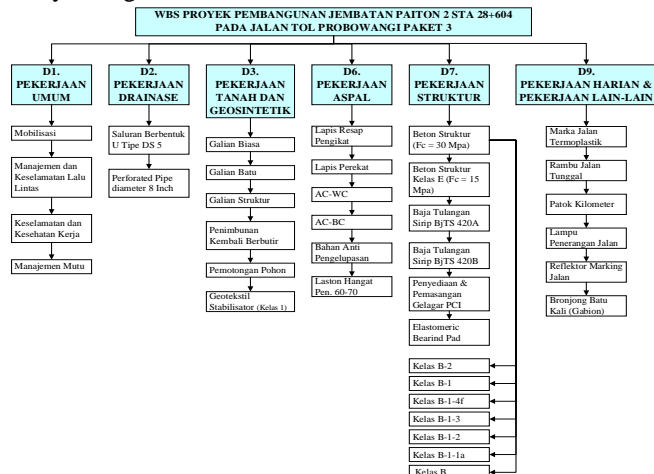 WBS PROYEK PEMBANGUNAN JEMBATAN PAITON 2 STA 28+604
PADA JALAN TOL PROBOWANGI PAKET 3
D1.
PEKERJAAN
UMUM
Mobilisasi
Manajemen dan
Keselamatan Lalu
Lintas
Keselamatan dan
Kesehatan Kerja
Manajemen Mutu
D2.
PEKERJAAN
DRAINASE
Saluran Berbentuk
U Tipe DS 5
Perforated Pipe
diameter 8 Inch
D3.
PEKERJAAN
TANAH DAN
GEOSINTETIK
Galian Biasa
Galian Batu
Galian Struktur
Penimbunan
Kembali Berbutir
Pemotongan Pohon
Geotekstil
Stabilisator (Kelas 1)
D6.
PEKERJAAN
ASPAL
Lapis Resap
Pengikat
Lapis Perekat
AC-WC
AC-BC
Bahan Anti
Pengelupasan
Laston Hangat
Pen. 60-70
D7.
PEKERJAAN
STRUKTUR
Beton Struktur
(Fc = 30 Mpa)
Beton Struktur
Kelas E (Fc = 15
Mpa)
Baja Tulangan
Sirip BjTS 420A
Baja Tulangan
Sirip BjTS 420B
Penyediaan &
Pemasangan
Gelagar PCI
Elastomeric
Bearind Pad
Kelas B-2
Kelas B-1
Kelas B-1-4f
Kelas B-1-3
Kelas B-1-2
Kelas B-1-1a
Kelas B
D9.
PEKERJAAN HARIAN &
PEKERJAAN LAIN-LAIN
Marka Jalan
Termoplastik
Rambu Jalan
Tunggal
Patok Kilometer
Lampu
Penerangan Jalan
Reflektor Marking
Jalan
Bronjong Batu
Kali (Gabion)